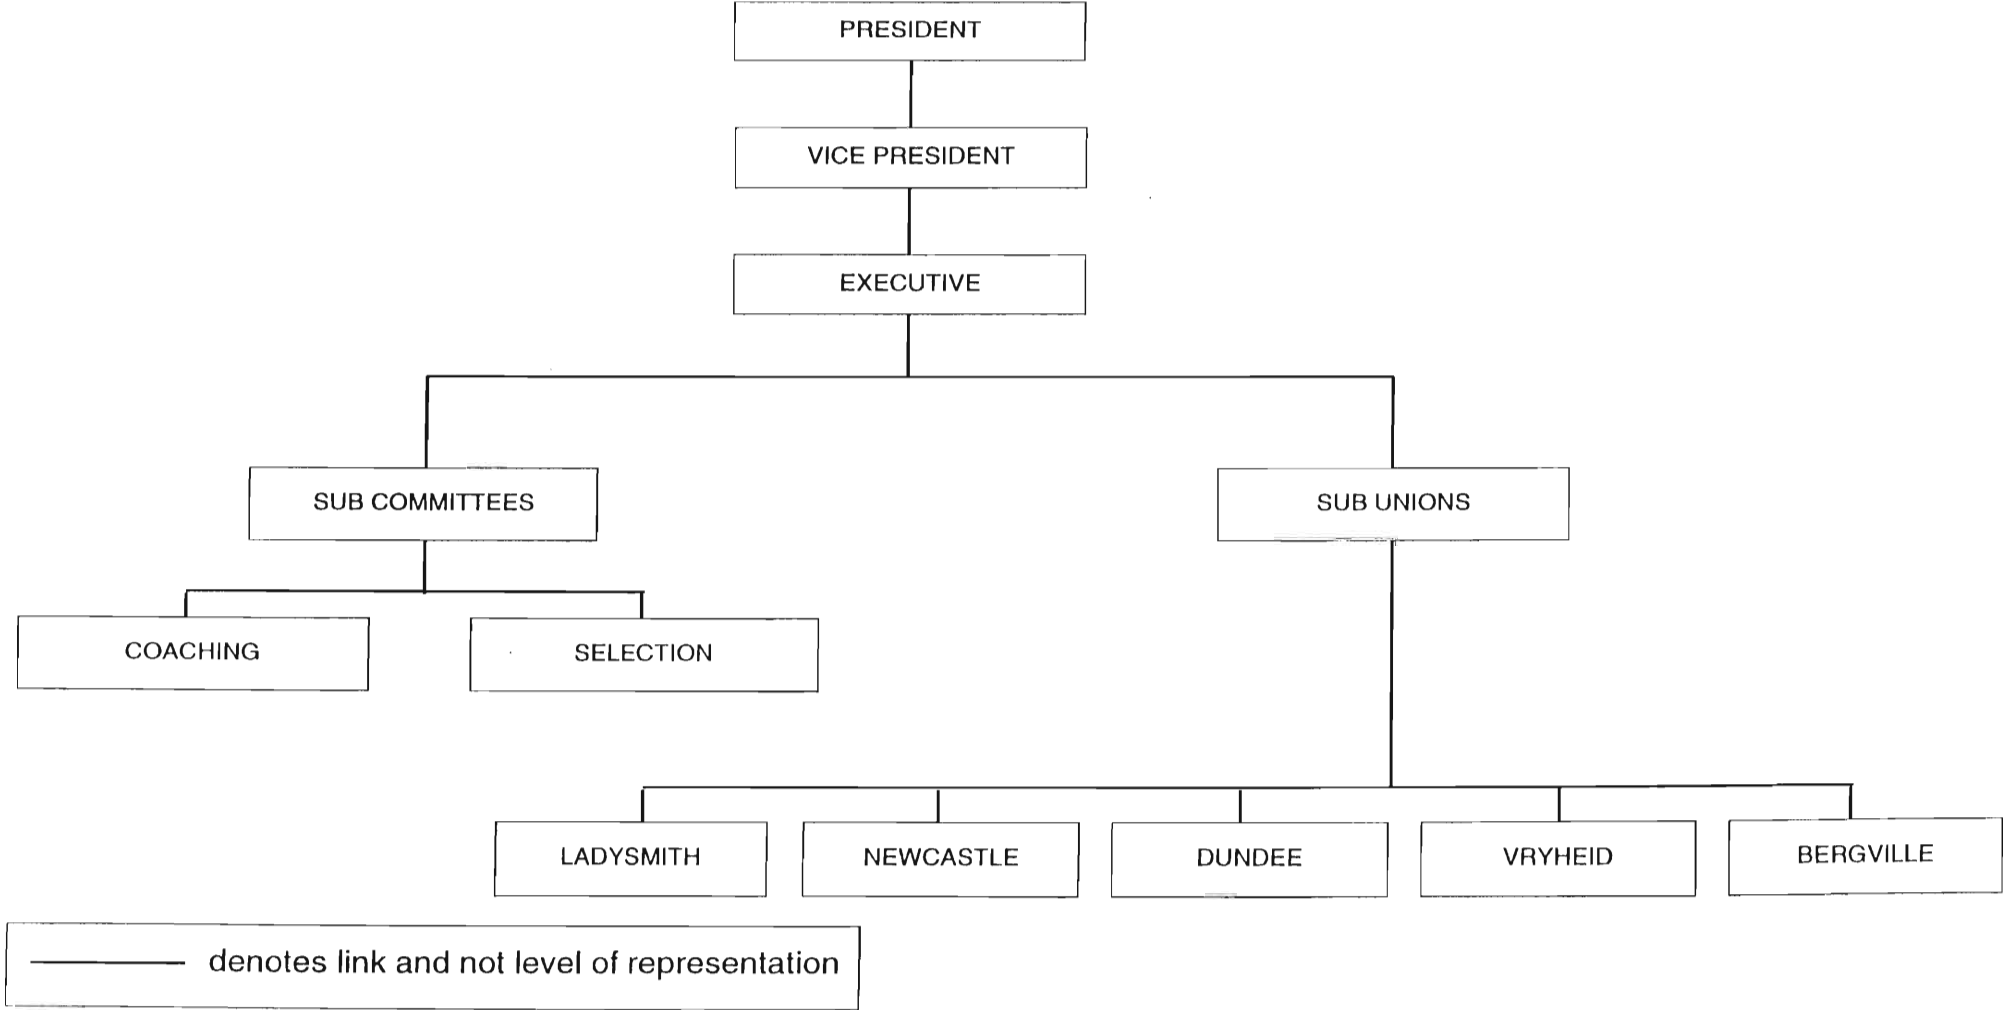 PRESIDENT
VICE PRESIDENT
EXECUTIVE
SUB COMMITTEES
SUB UNIONS
COACHING
SELECTION
LADYSMITH
NEWCASTLE
DUNDEE
VRYHEID
BERGVILLE
denotes link and not level of representation